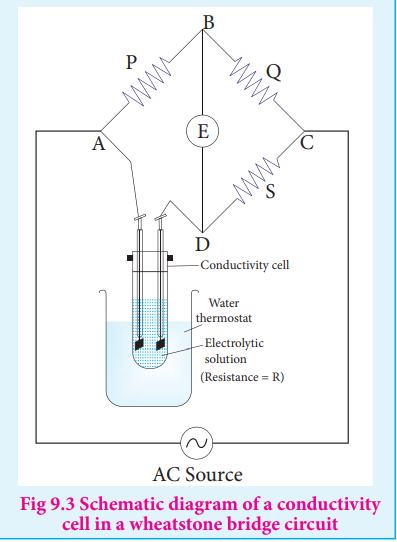 B
P
Q
E
A
C
S
D
Conductivity cell
Water
thermostat
Electrolytic
solution
(Resistance = R)
AC Source
Fig 9.3 Schematic diagram of a conductivity
cell in a wheatstone bridge circuit